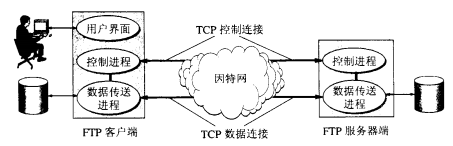 TCP 控制连接
用户界面
控制进程
因特网
控制进程
数据传送
进程
数据传送
进程
TCP 数据连接
FTP 客户端
FTP 服务器端